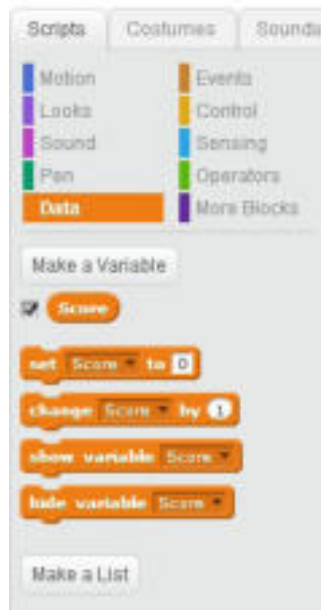 Scripts Costumes Sounds
Motion Events
Looks Control
Sound Sensing
Pen Operators
Data More Blocks
Make a Variable
Score
set Score to 0
change Score by 1
show variable Score
hide variable Score
Make a List